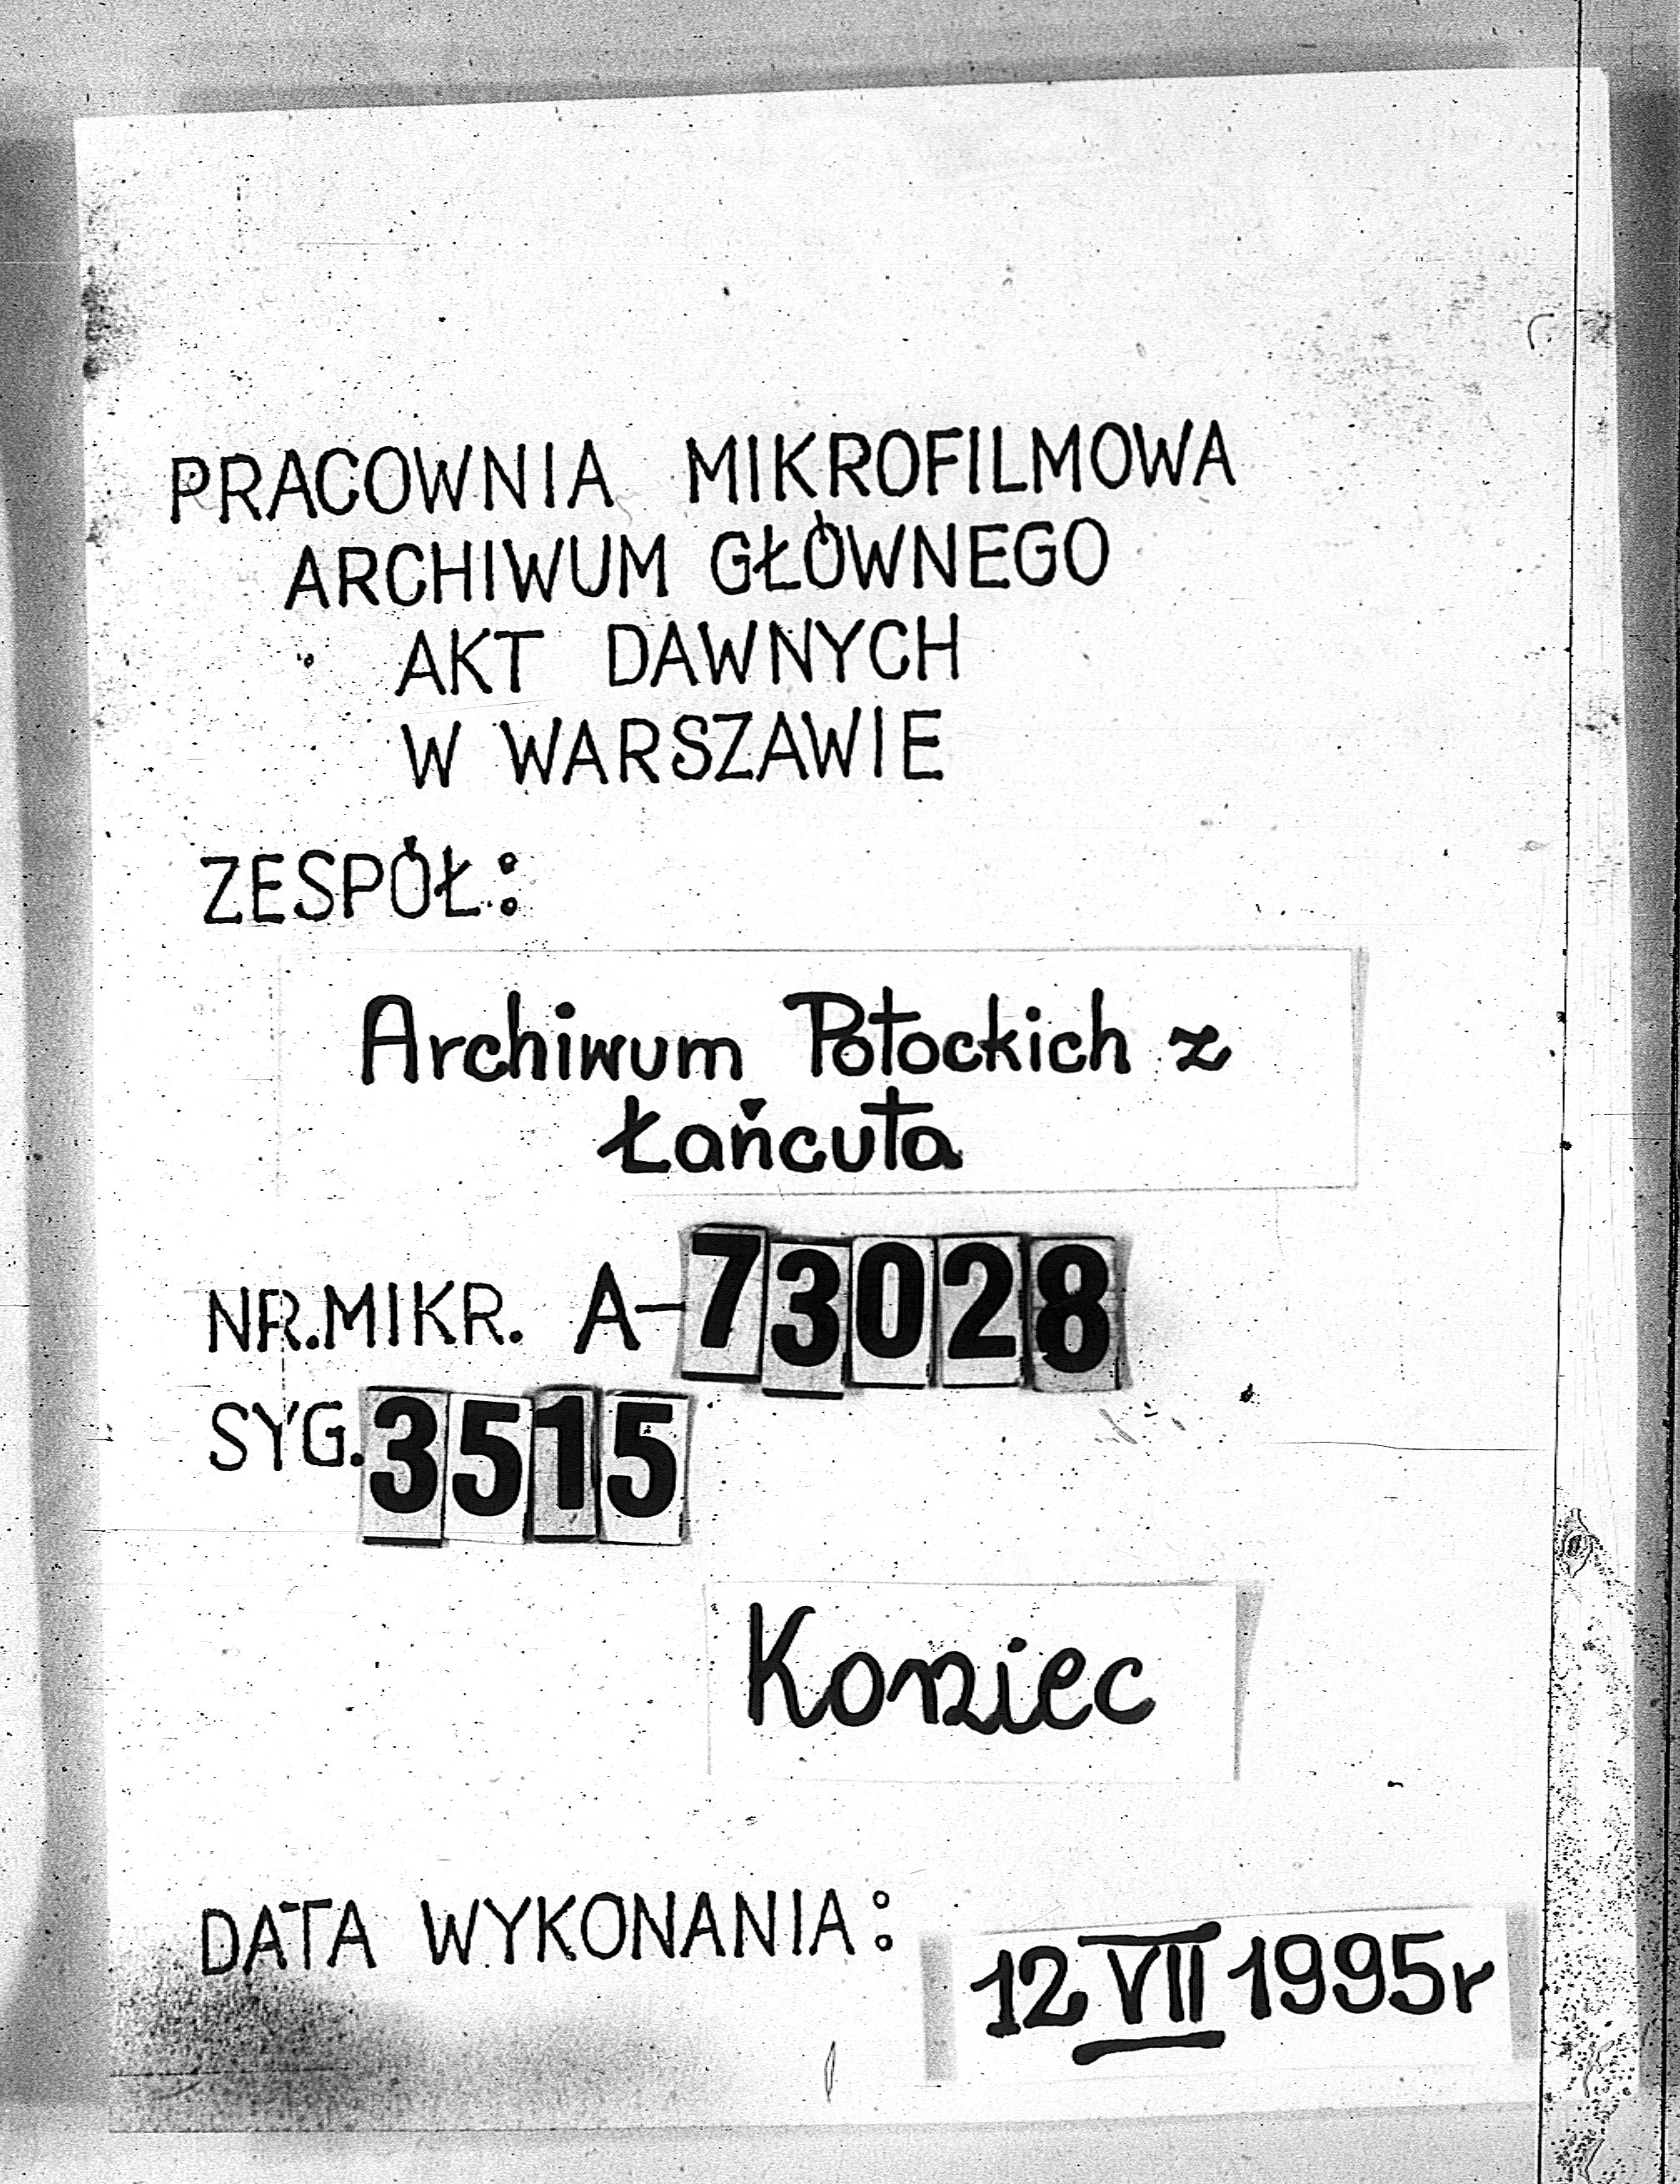 PRACOWNIA MIKROFILMOWA
ARCHIWUM GŁÓWNEGO
AKT DAWNYCH
W WARSZAWIE
ZESPÓŁ:
Archiwum Potockich z
Łańcuta
NR.MIKR. A-73028
SYG.3515
Koniec
DATA WYKONANIA:
12 VII 1995r